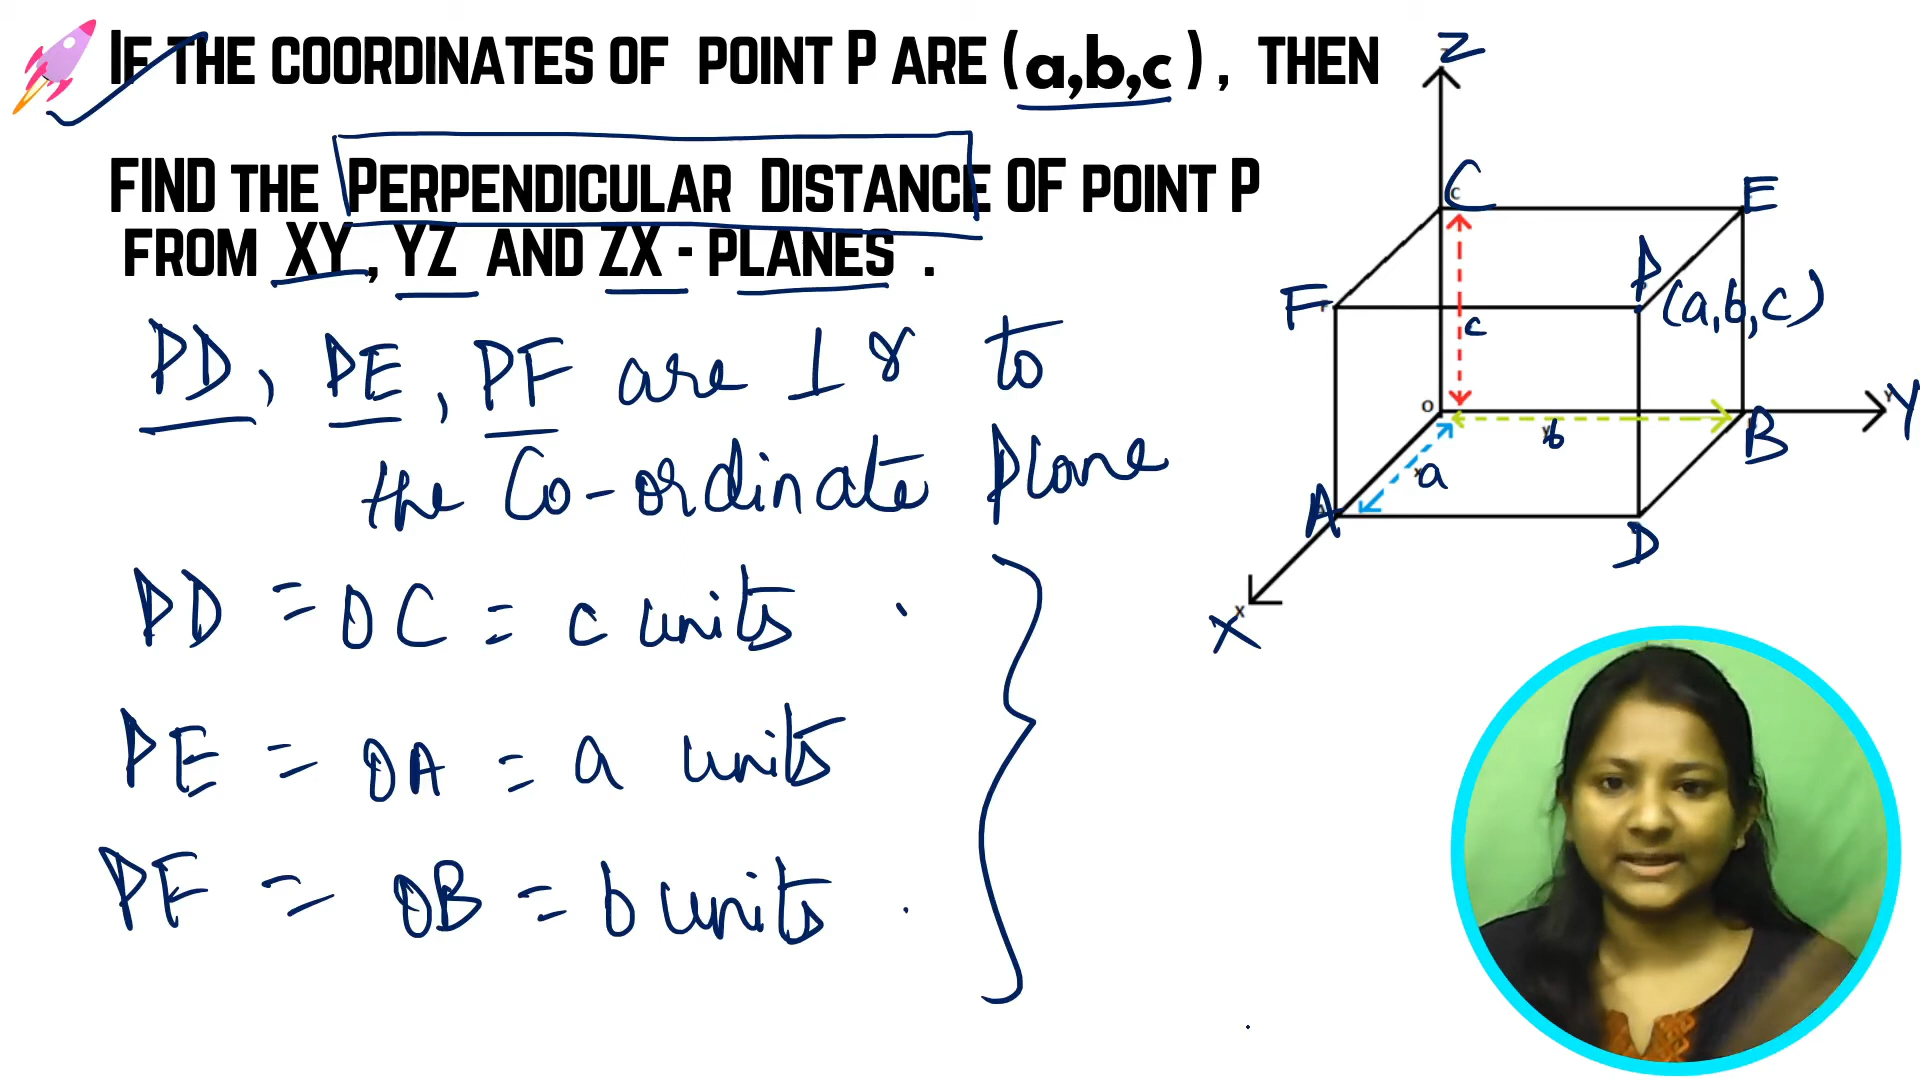 IF THE COORDINATES OF POINT P ARE (a,b,c), THEN
FIND THE PERPENDICULAR DISTANCE OF POINT P
FROM XY, YZ AND ZX - PLANES .
PD, PE, PF are ⊥r to
the Co-ordinate Plane
PD = OC = c units
PE = OA = a units
PF = OB = b units
Z
C
E
P
(a,b,c)
F
c
O
Y
b
B
a
A
D
X